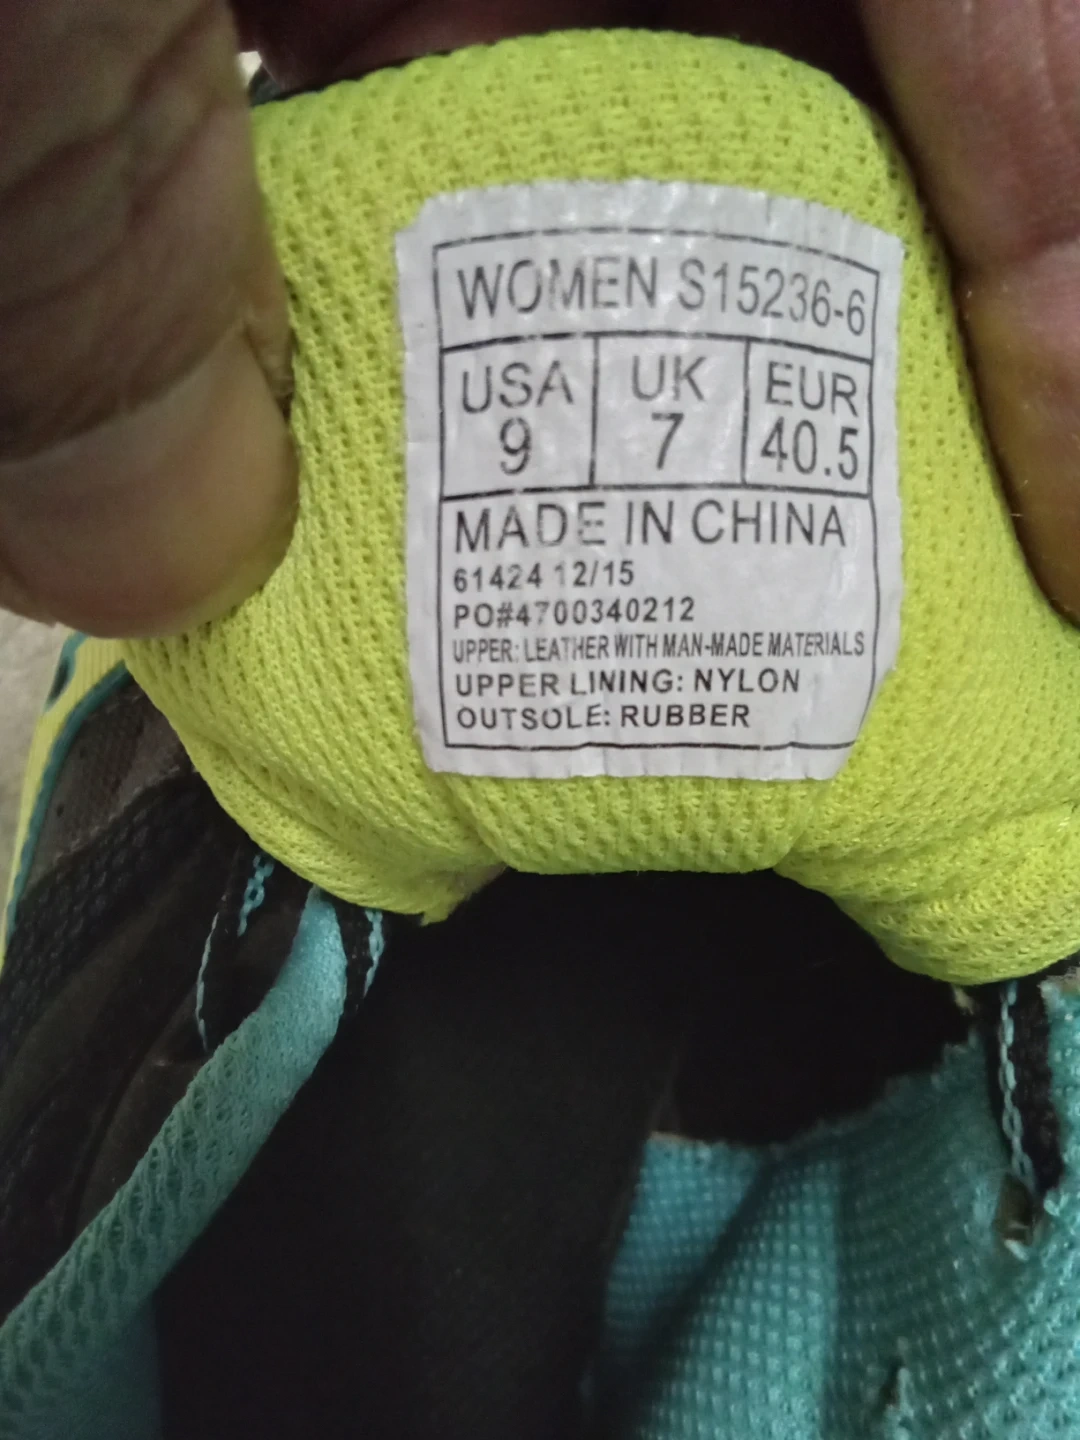 WOMEN S15236-6
USA UK EUR
9 7 40.5
MADE IN CHINA
61424 12/15
PO#4700340212
UPPER: LEATHER WITH MAN-MADE MATERIALS
UPPER LINING: NYLON
OUTSOLE: RUBBER